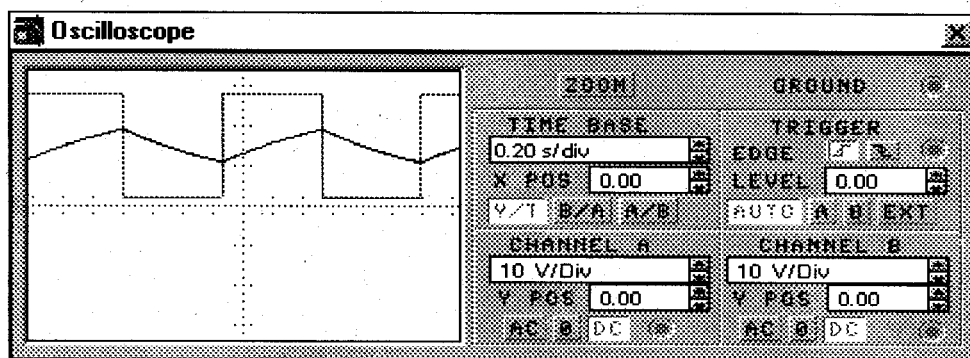 Oscilloscope
ZOOM GROUND
TIME BASE
0.20 s/div
X POS 0.00
Y/T B/A A/B
TRIGGER
EDGE
LEVEL 0.00
AUTO A B EXT
CHANNEL A
10 V/Div
Y POS 0.00
AC 0 DC
CHANNEL B
10 V/Div
Y POS 0.00
AC 0 DC